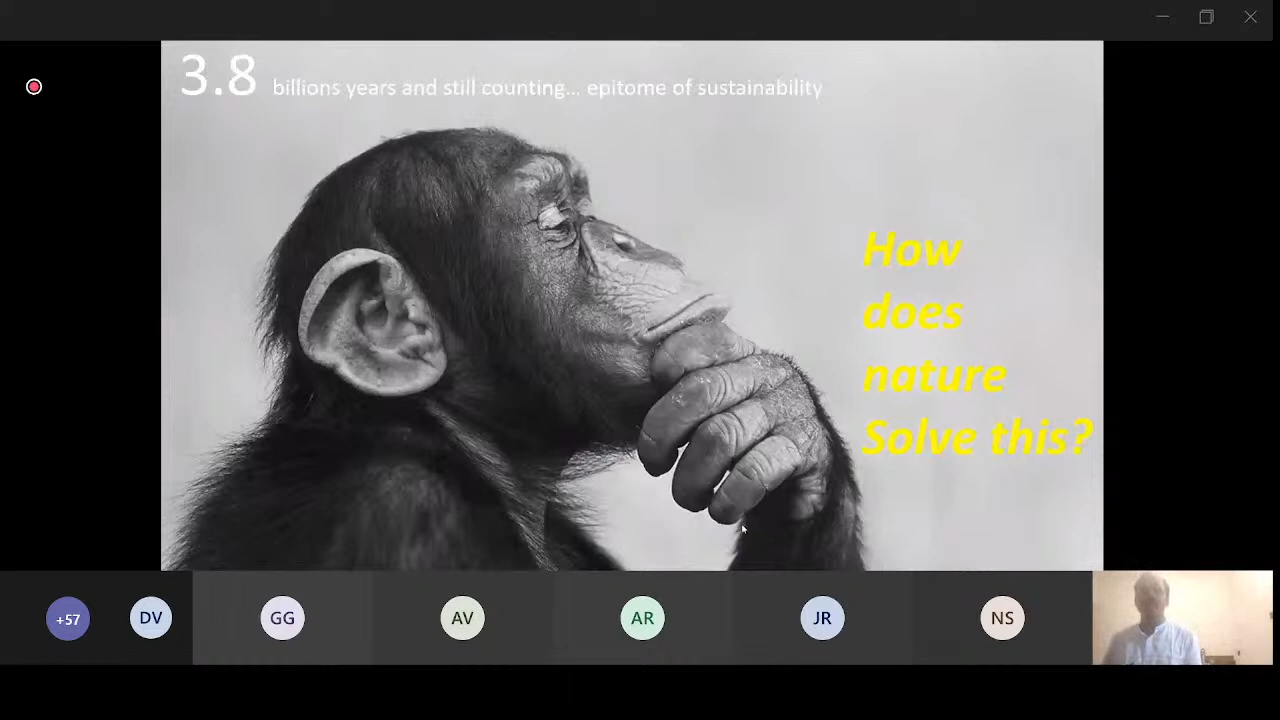 3.8 billions years and still counting... epitome of sustainability
How
does
nature
Solve this?
+57 DV GG AV AR JR NS